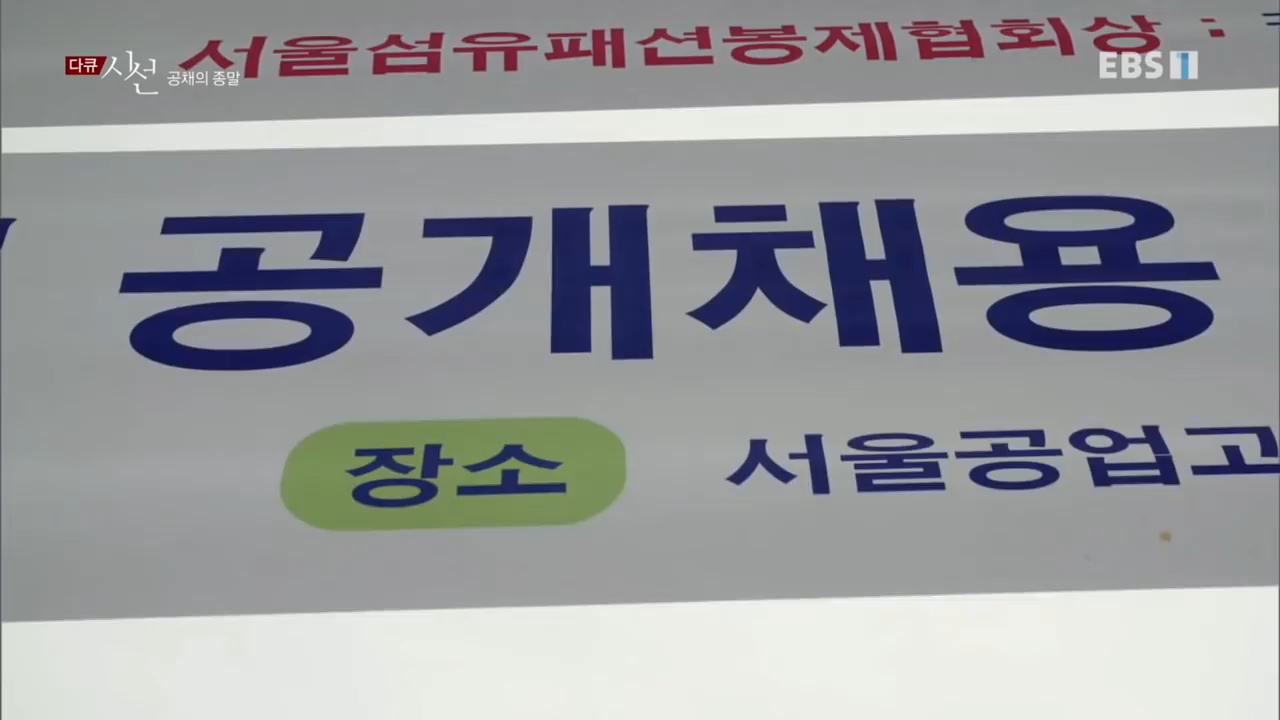 서울섬유패션봉제협회상 :
다큐 시선 공채의 종말
EBS 1
공개채용
장소 서울공업고